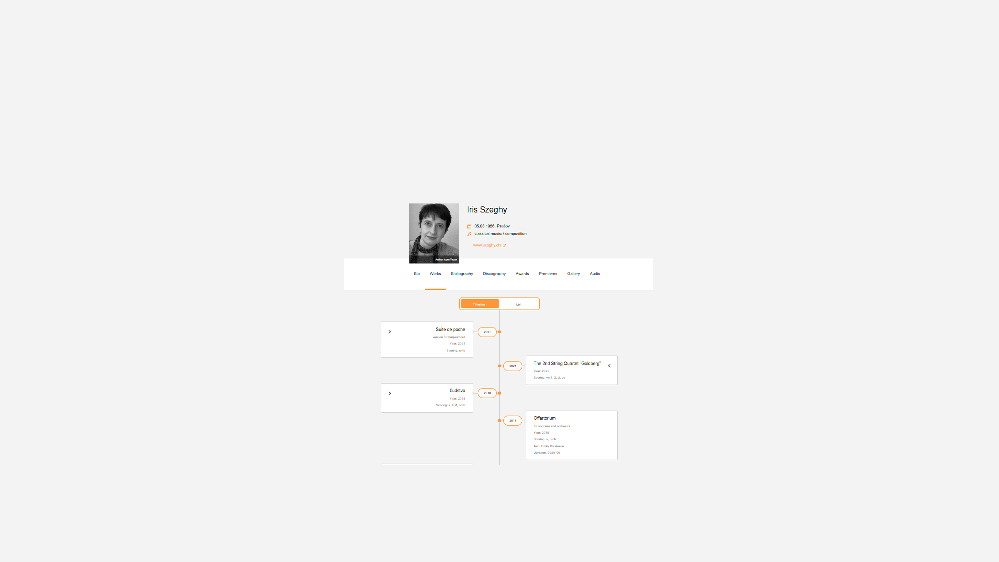 Iris Szeghy
05.03.1956, Prešov
classical music / composition
www.szeghy.ch
Author: Ayse Yavas
Bio Works Bibliography Discography Awards Premieres Gallery Audio
Timeline List
Suite de poche
version for harpsichord
Year: 2021
Scoring: cmb
2021
2021
The 2nd String Quartet "Goldberg"
Year: 2021
Scoring: vn 1, 2, vl, vc
Ľudstvo
Year: 2018
Scoring: s, CM, orch
2018
2018
Offertorium
for soprano and orchestra
Year: 2018
Scoring: s, orch
Text: Emily Dickinson
Duration: 00:07:00